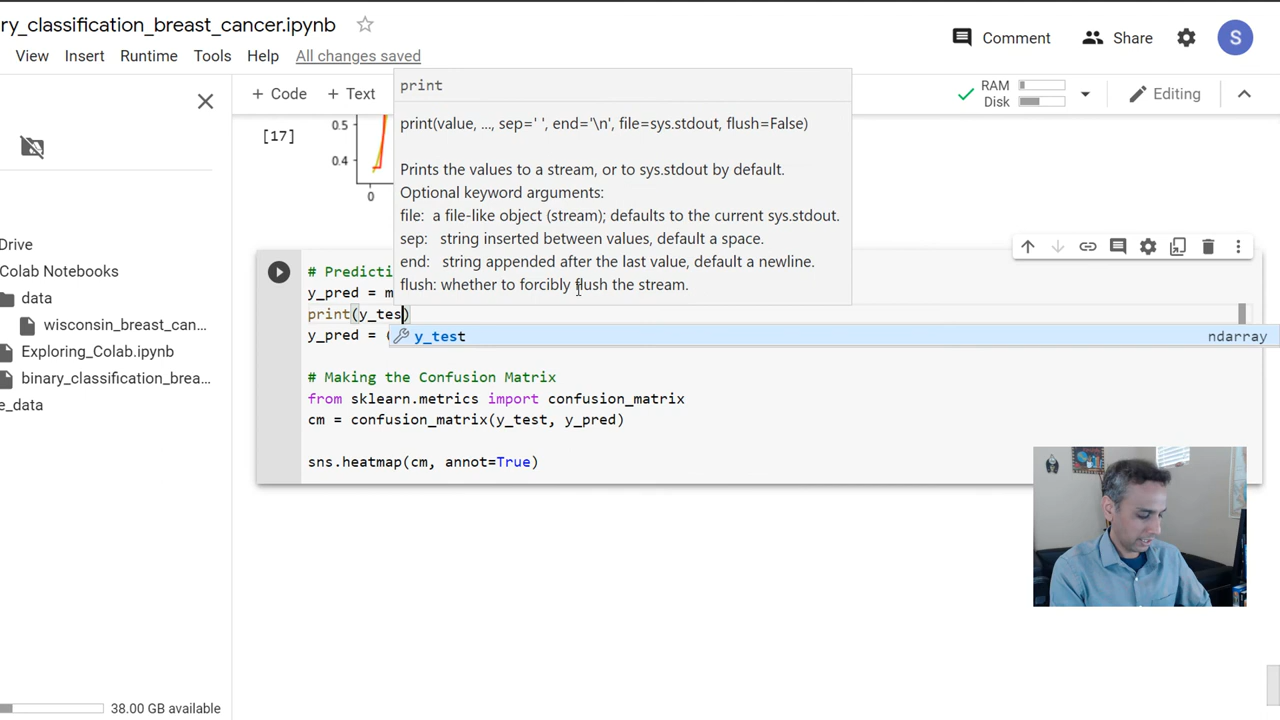 ry_classification_breast_cancer.ipynb
View Insert Runtime Tools Help All changes saved
Comment Share S
+ Code + Text
RAM
Disk
Editing
print
print(value, ..., sep=' ', end='\n', file=sys.stdout, flush=False)
Prints the values to a stream, or to sys.stdout by default.
Optional keyword arguments:
file: a file-like object (stream); defaults to the current sys.stdout.
sep: string inserted between values, default a space.
end: string appended after the last value, default a newline.
flush: whether to forcibly flush the stream.
[17]
0.5
0.4
0
rive
Colab Notebooks
data
wisconsin_breast_can...
Exploring_Colab.ipynb
binary_classification_brea...
e_data
38.00 GB available
# Predicti
y_pred = m
print(y_tes)
y_test ndarray
y_pred = (
# Making the Confusion Matrix
from sklearn.metrics import confusion_matrix
cm = confusion_matrix(y_test, y_pred)
sns.heatmap(cm, annot=True)